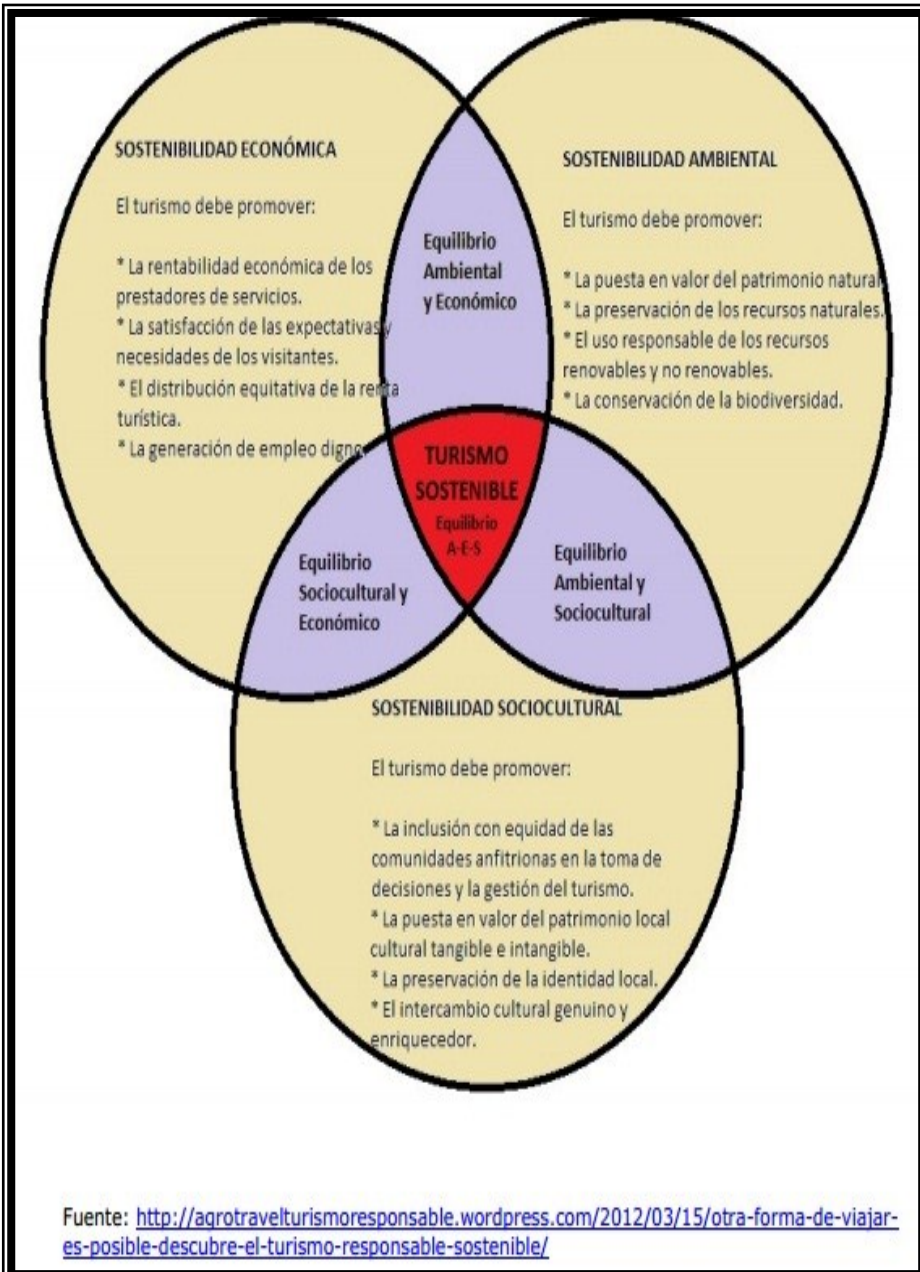 SOSTENIBILIDAD ECONÓMICA
El turismo debe promover:
* La rentabilidad económica de los
prestadores de servicios.
* La satisfacción de las expectativas y
necesidades de los visitantes.
* El distribución equitativa de la renta
turística.
* La generación de empleo digno.
Equilibrio
Ambiental
y Económico
SOSTENIBILIDAD AMBIENTAL
El turismo debe promover:
* La puesta en valor del patrimonio natural.
* La preservación de los recursos naturales.
* El uso responsable de los recursos
renovables y no renovables.
* La conservación de la biodiversidad.
TURISMO
SOSTENIBLE
Equilibrio
A-E-S
Equilibrio
Sociocultural y
Económico
Equilibrio
Ambiental y
Sociocultural
SOSTENIBILIDAD SOCIOCULTURAL
El turismo debe promover:
* La inclusión con equidad de las
comunidades anfitrionas en la toma de
decisiones y la gestión del turismo.
* La puesta en valor del patrimonio local
cultural tangible e intangible.
* La preservación de la identidad local.
* El intercambio cultural genuino y
enriquecedor.
Fuente: http://agrotravelturismoresponsable.wordpress.com/2012/03/15/otra-forma-de-viajar-
es-posible-descubre-el-turismo-responsable-sostenible/